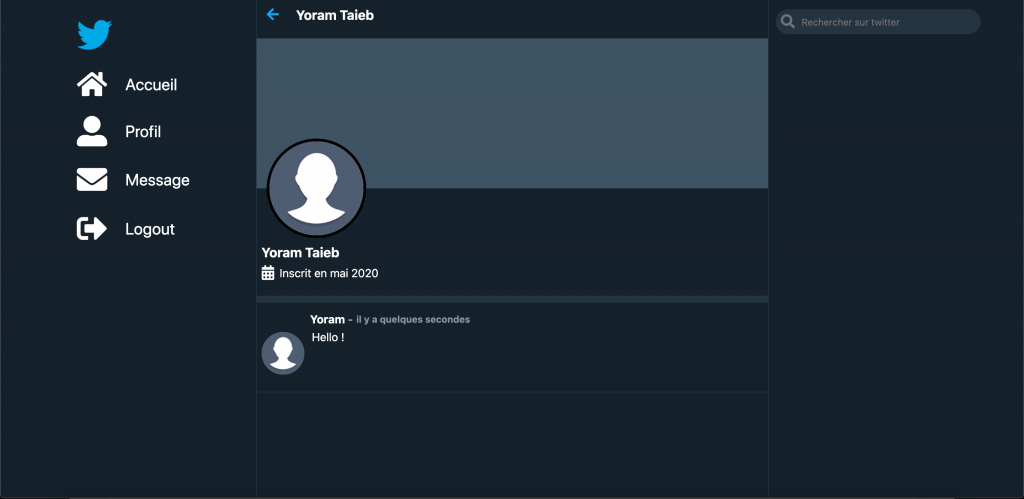 Accueil
Profil
Message
Logout
Yoram Taieb
Yoram Taieb
Inscrit en mai 2020
Yoram - il y a quelques secondes
Hello !
Rechercher sur twitter